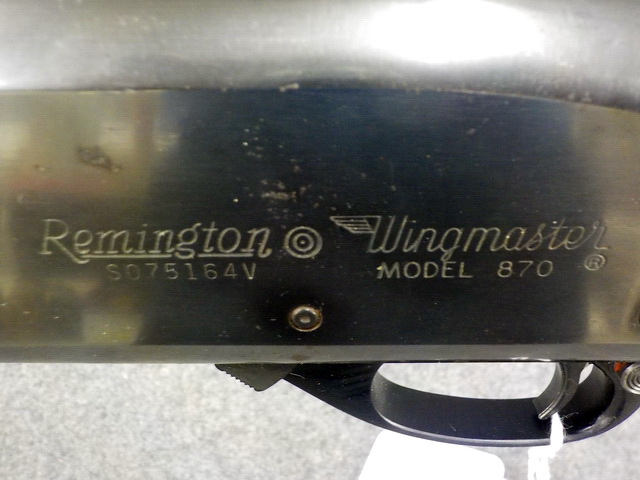 Remington
S075164V
Wingmaster
MODEL 870
®